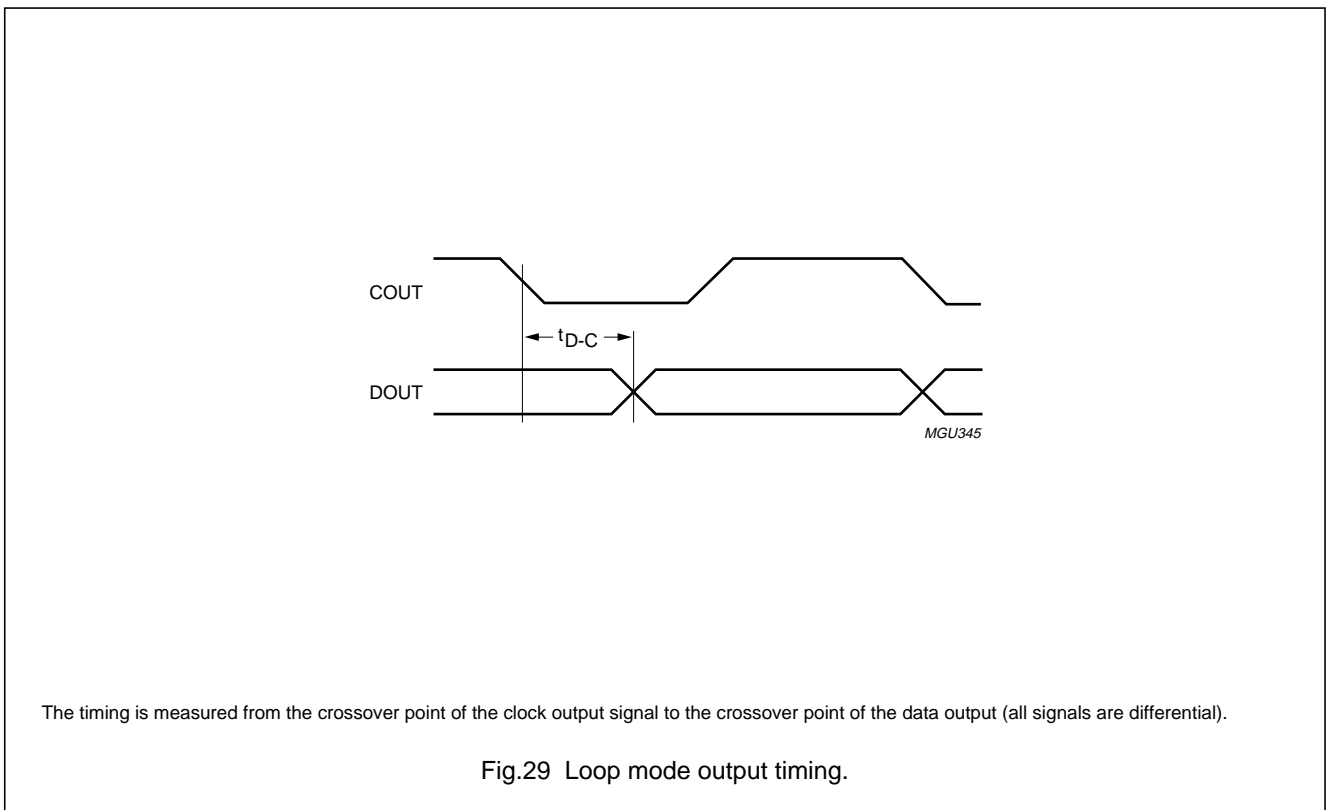 COUT
tD-C
DOUT
MGU345
The timing is measured from the crossover point of the clock output signal to the crossover point of the data output (all signals are differential).
Fig.29 Loop mode output timing.